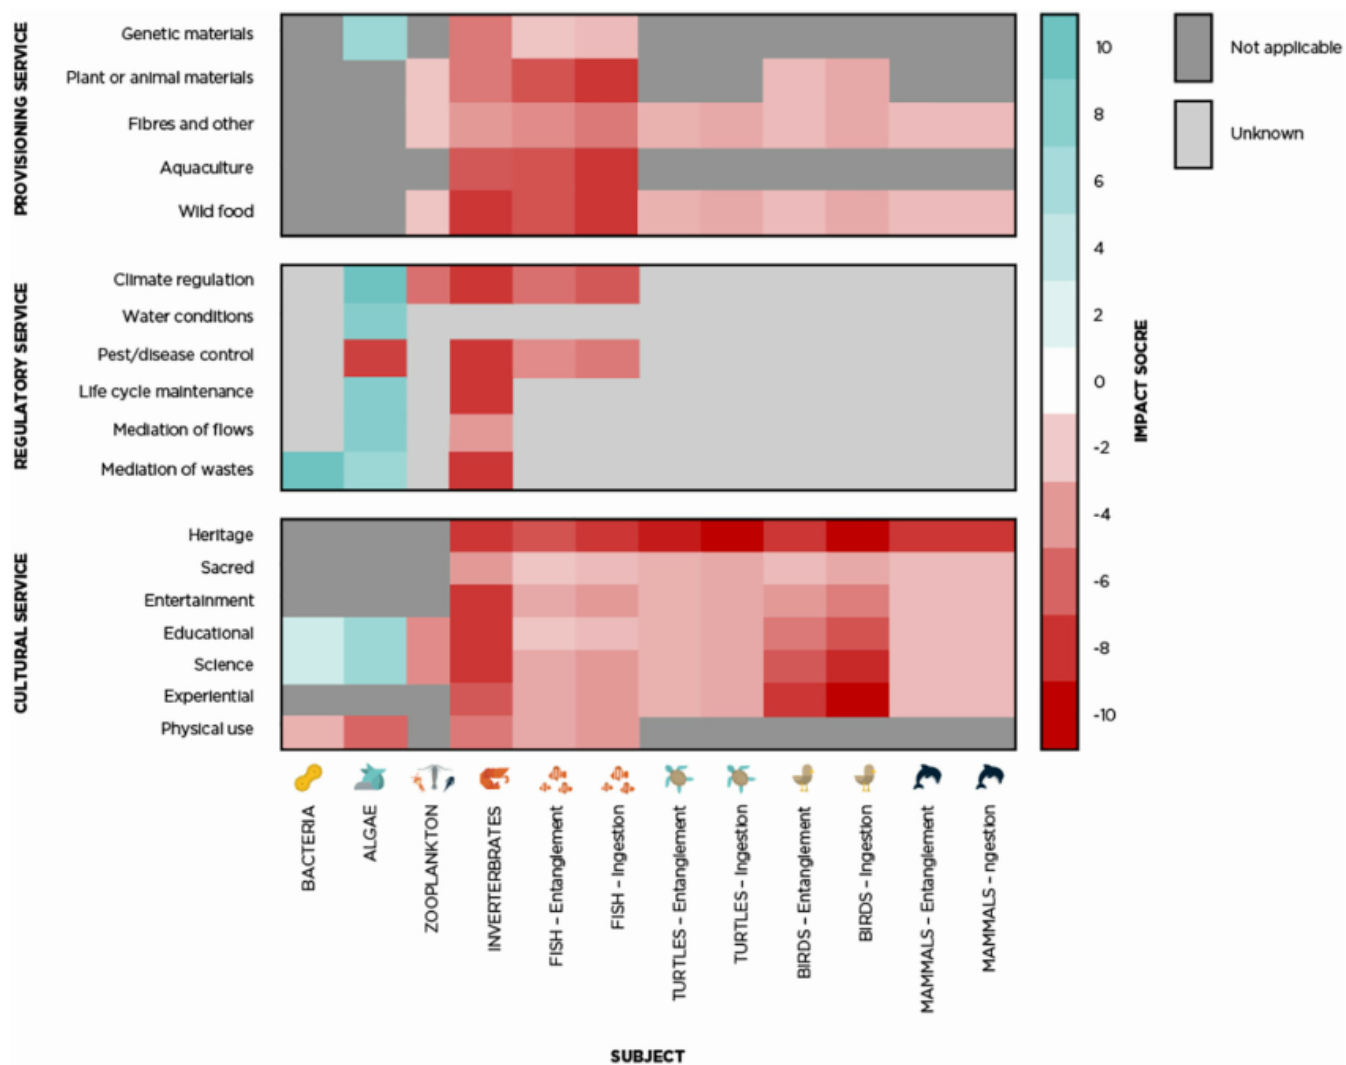 PROVISIONING SERVICE
Genetic materials
Plant or animal materials
Fibres and other
Aquaculture
Wild food
REGULATORY SERVICE
Climate regulation
Water conditions
Pest/disease control
Life cycle maintenance
Mediation of flows
Mediation of wastes
CULTURAL SERVICE
Heritage
Sacred
Entertainment
Educational
Science
Experiential
Physical use
BACTERIA
ALGAE
ZOOPLANKTON
INVERTERBRATES
FISH – Entanglement
FISH – Ingestion
TURTLES – Entanglement
TURTLES – Ingestion
BIRDS – Entanglement
BIRDS – Ingestion
MAMMALS – Entanglement
MAMMALS – ngestion
SUBJECT
10
8
6
4
2
0
-2
-4
-6
-8
-10
IMPACT SOCRE
Not applicable
Unknown